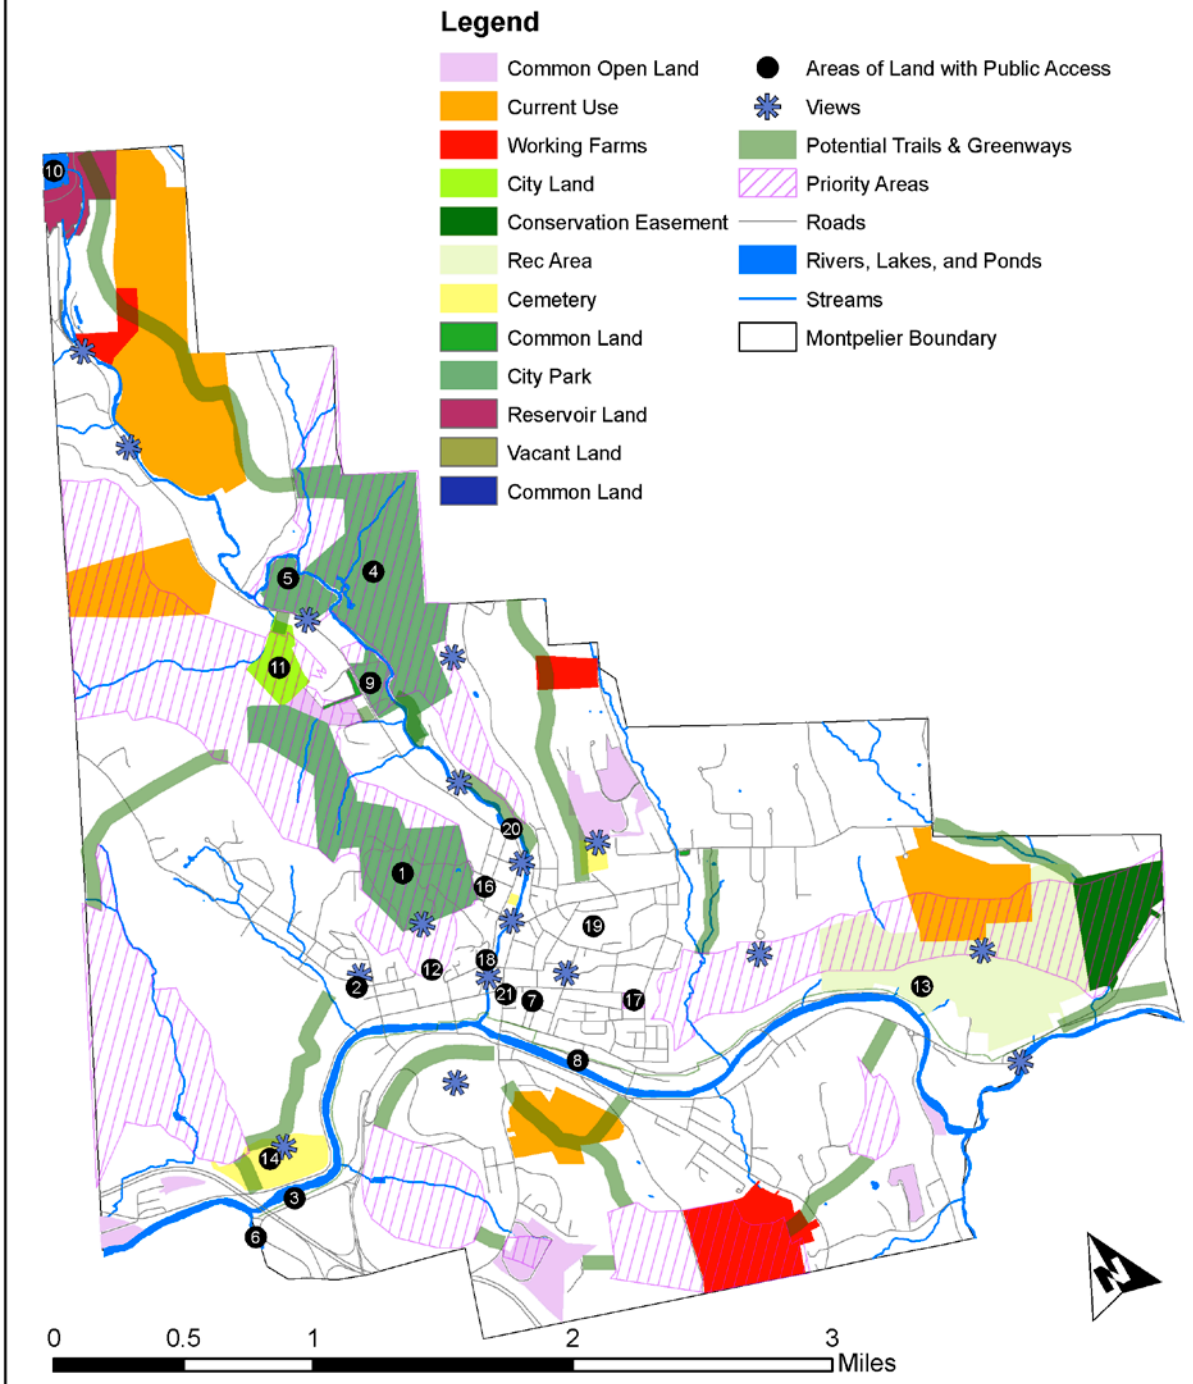 Legend
Common Open Land
Current Use
Working Farms
City Land
Conservation Easement
Rec Area
Cemetery
Common Land
City Park
Reservoir Land
Vacant Land
Common Land
Areas of Land with Public Access
Views
Potential Trails & Greenways
Priority Areas
Roads
Rivers, Lakes, and Ponds
Streams
Montpelier Boundary
10
5
4
11
9
20
1
16
19
18
12
2
21
7
17
13
8
14
3
6
N
0 0.5 1 2 3
Miles